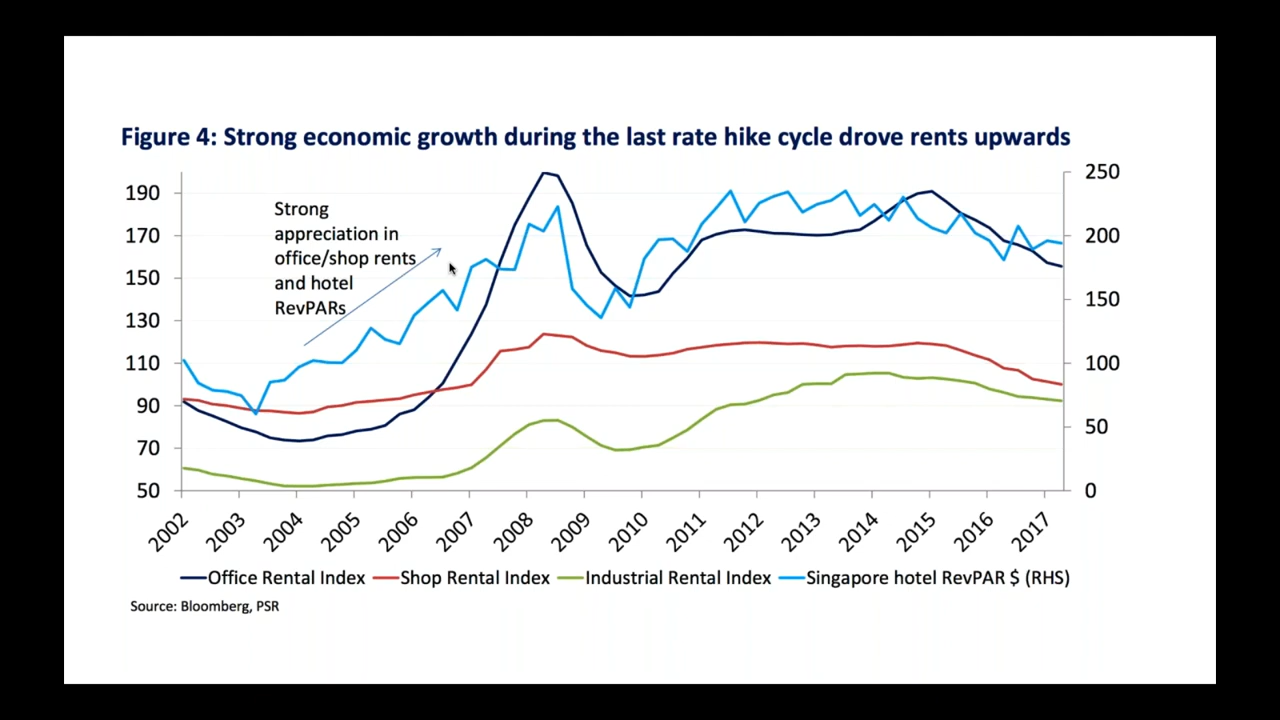 Figure 4: Strong economic growth during the last rate hike cycle drove rents upwards
250
190
Strong
appreciation in
office/shop rents
and hotel
RevPARs
170
200
150
150
130
110
100
90
50
70
50
0
2002 2003 2004 2005 2006 2007 2008 2009 2010 2011 2012 2013 2014 2015 2016 2017
Office Rental Index Shop Rental Index Industrial Rental Index Singapore hotel RevPAR $ (RHS)
Source: Bloomberg, PSR